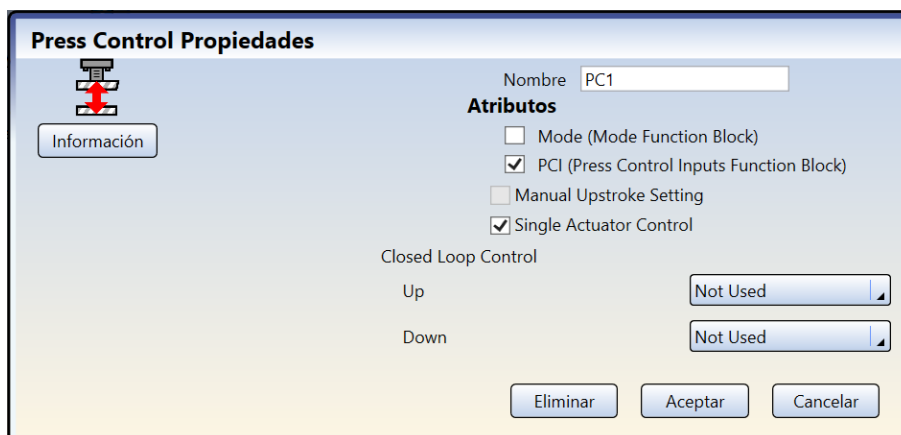 Press Control Propiedades
Nombre PC1
Atributos
Información
Mode (Mode Function Block)
PCI (Press Control Inputs Function Block)
Manual Upstroke Setting
Single Actuator Control
Closed Loop Control
Up Not Used
Down Not Used
Eliminar Aceptar Cancelar